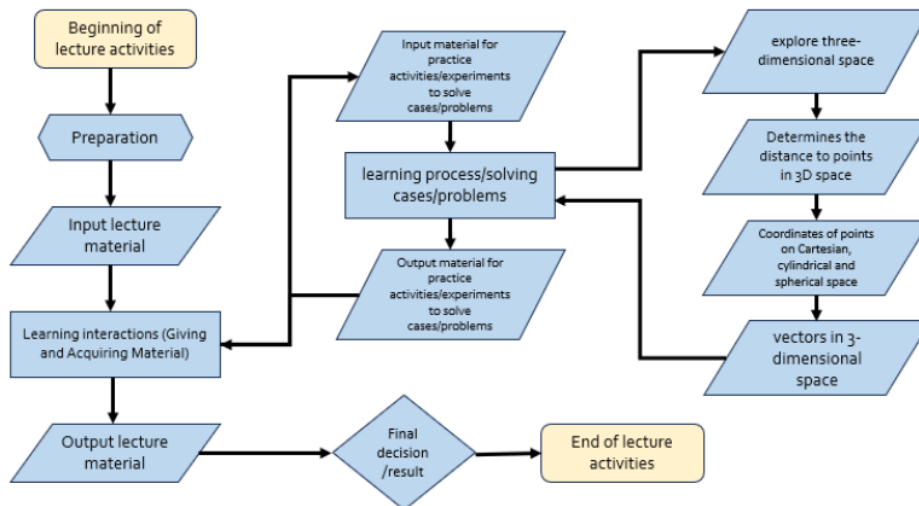 Beginning of
lecture activities
Preparation
Input lecture
material
Learning interactions (Giving
and Acquiring Material)
Output lecture
material
Input material for
practice
activities/experiments
to solve
cases/problems
learning process/solving
cases/problems
Output material for
practice
activities/experiments
to solve
cases/problems
explore three-
dimensional space
Determines the
distance to points
in 3D space
Coordinates of points
on Cartesian,
cylindrical and
spherical space
vectors in 3-
dimensional
space
Final
decision
/result
End of lecture
activities